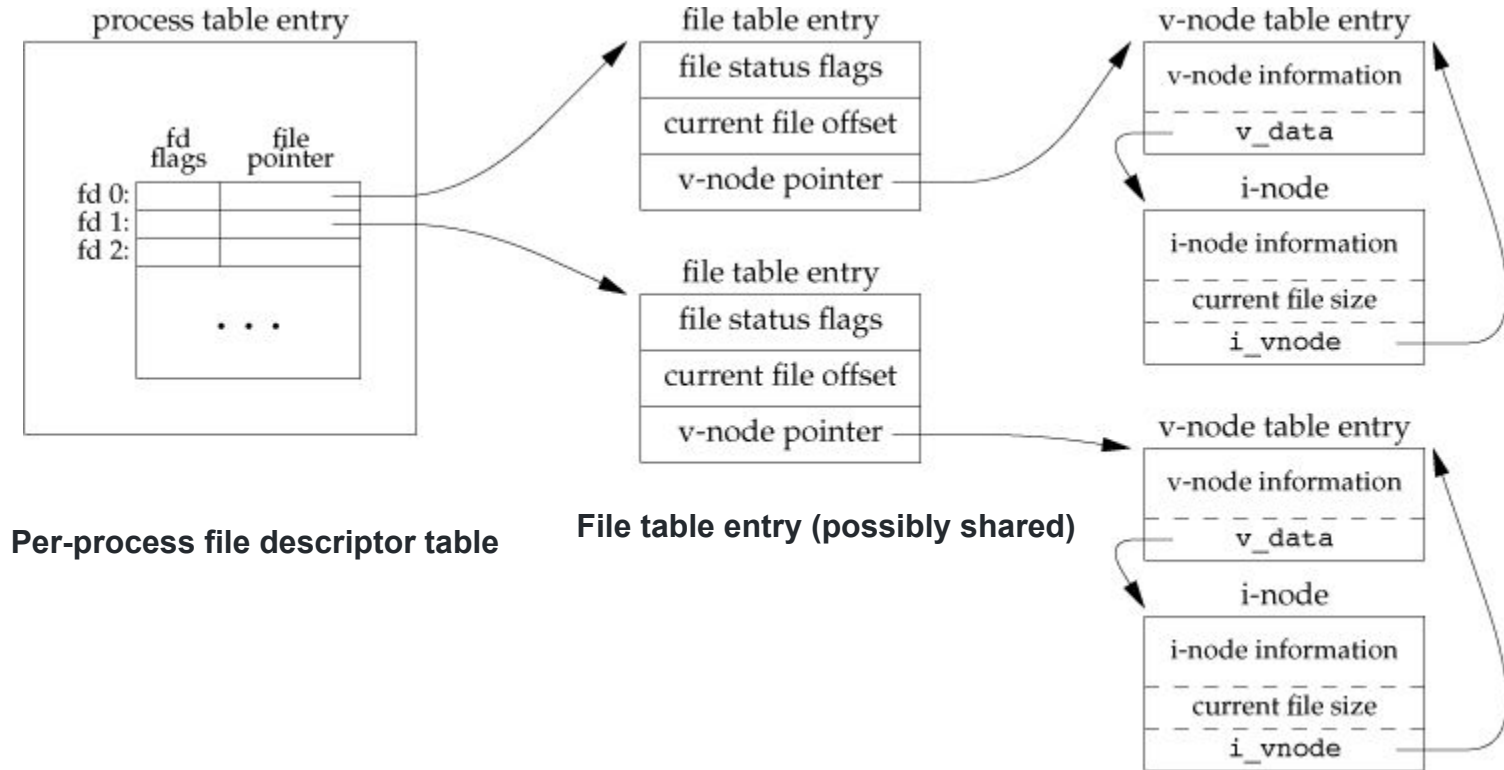 process table entry
fd
flags
file
pointer
fd 0:
fd 1:
fd 2:
• • •
Per-process file descriptor table
file table entry
file status flags
current file offset
v-node pointer
file table entry
file status flags
current file offset
v-node pointer
File table entry (possibly shared)
v-node table entry
v-node information
v_data
i-node
i-node information
current file size
i_vnode
v-node table entry
v-node information
v_data
i-node
i-node information
current file size
i_vnode